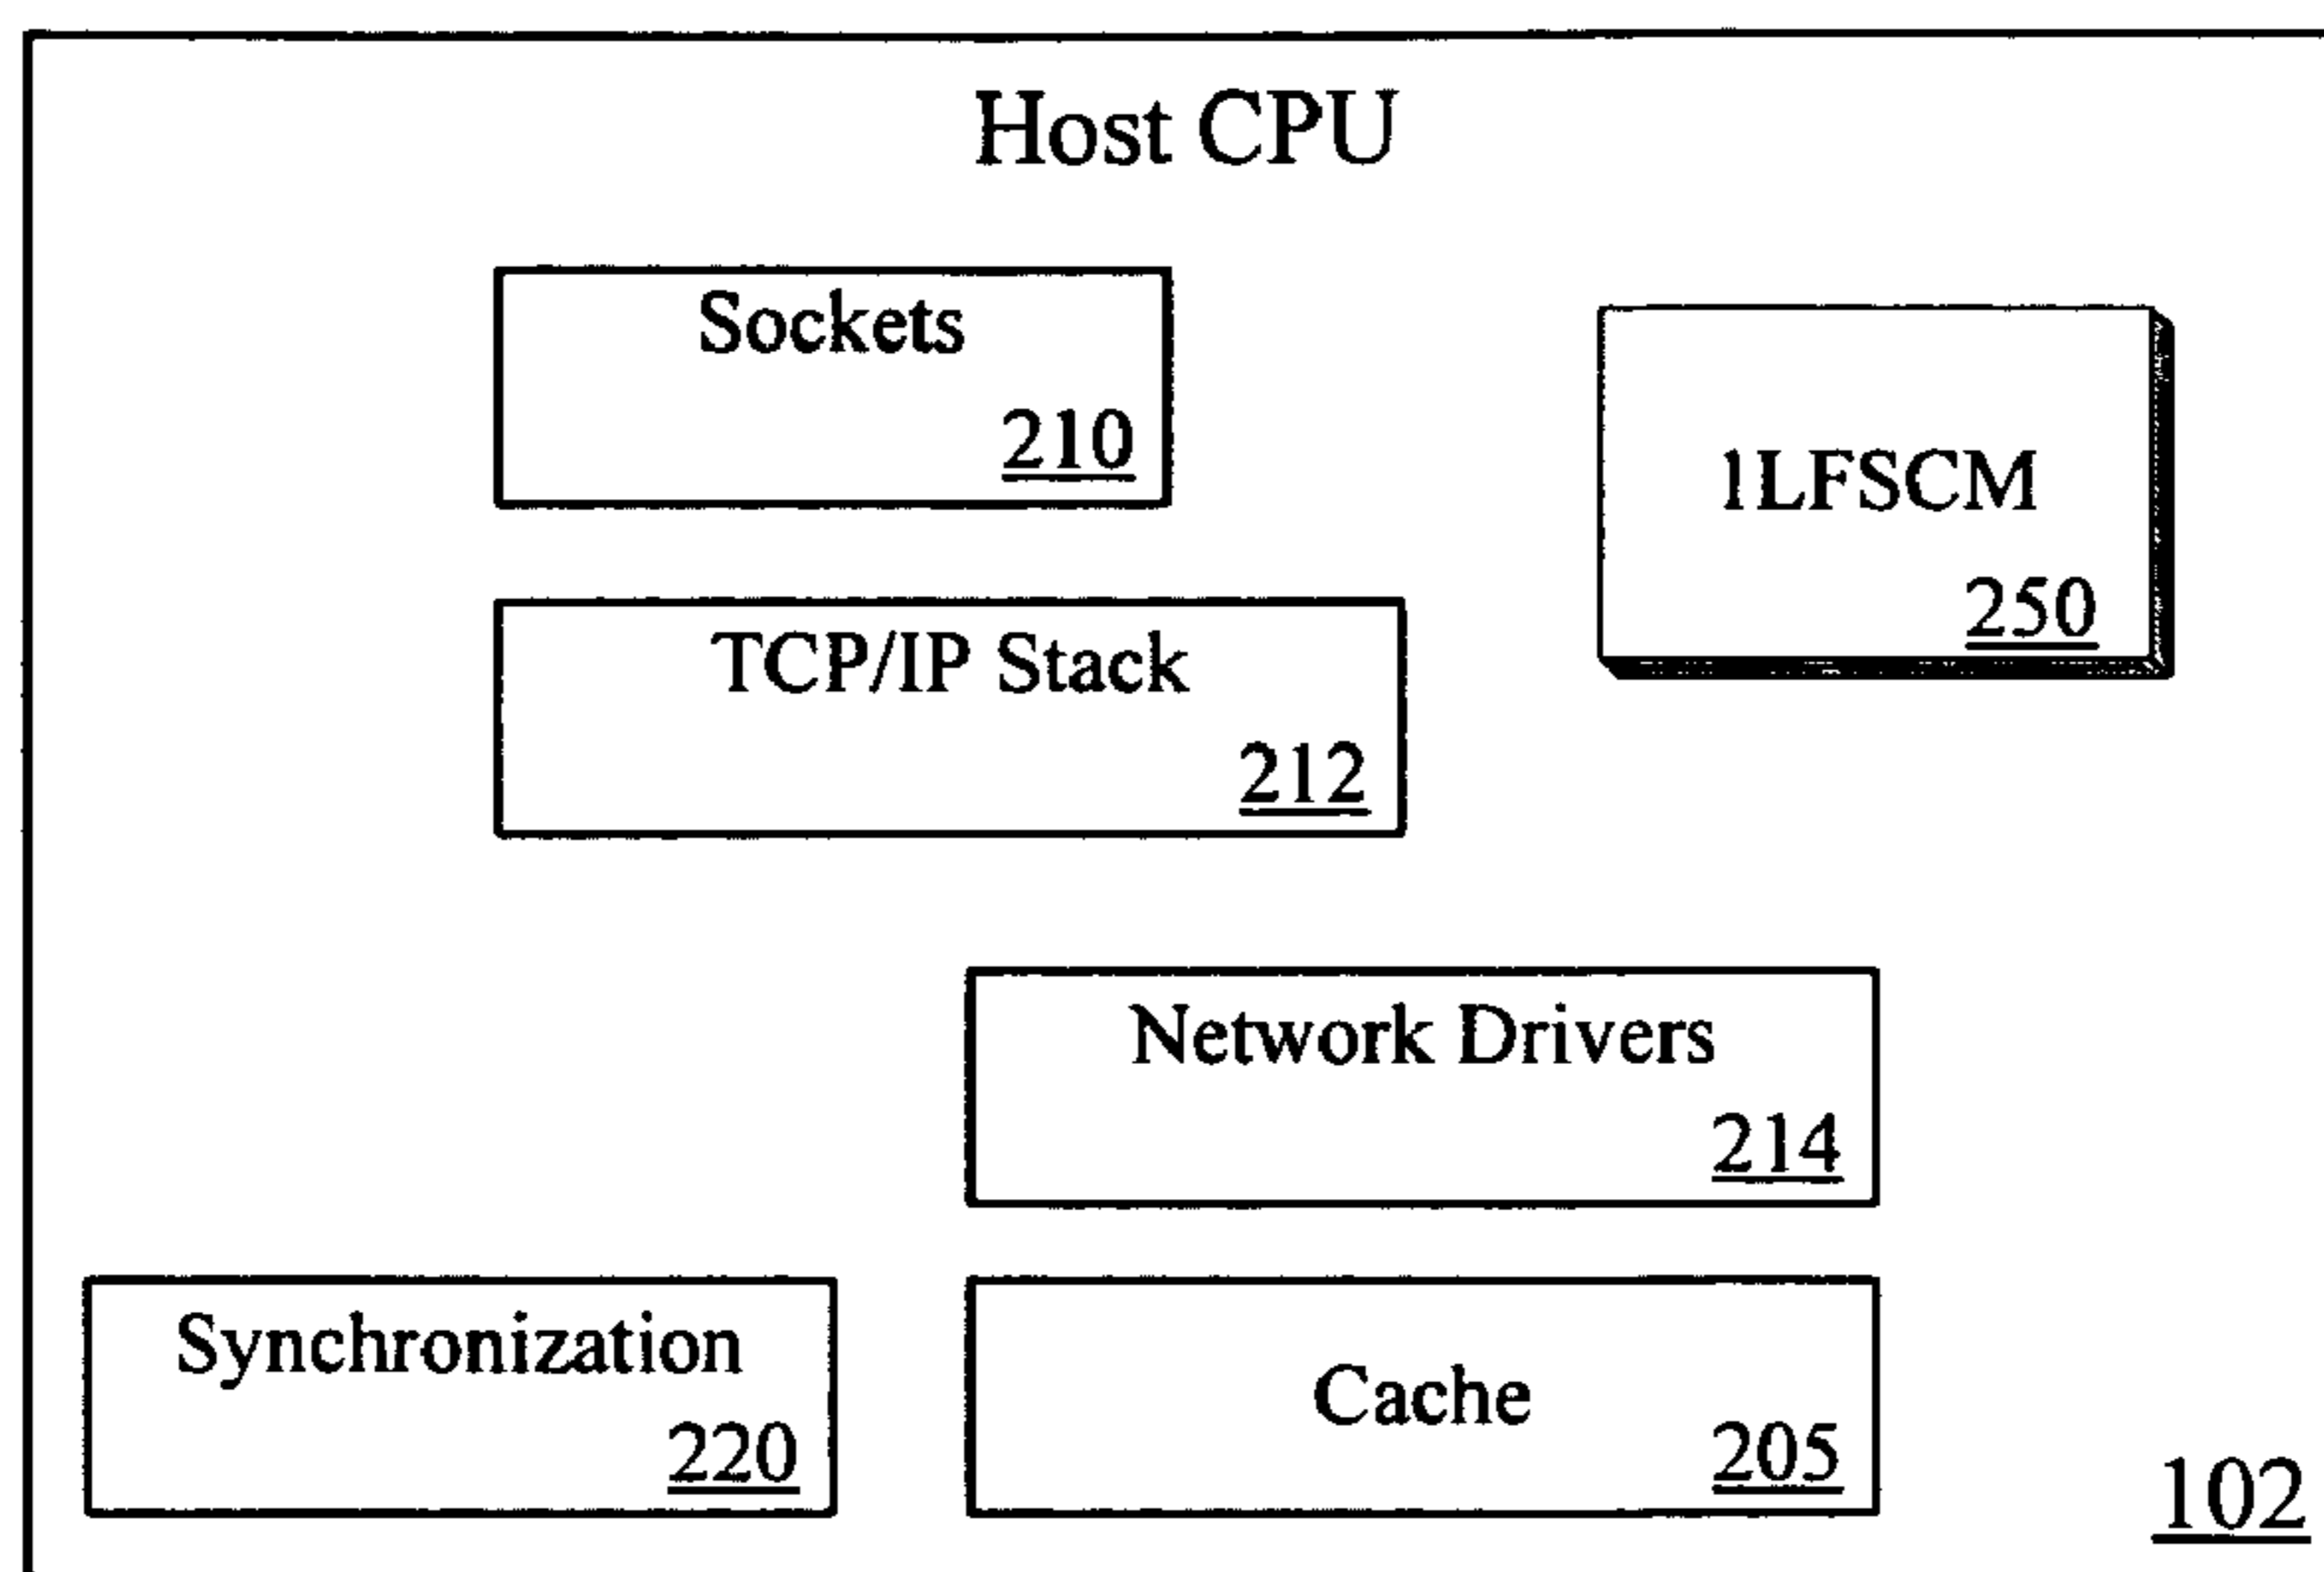 Host CPU
Sockets
210
1LFSCM
250
TCP/IP Stack
212
Network Drivers
214
Synchronization
220
Cache
205
102